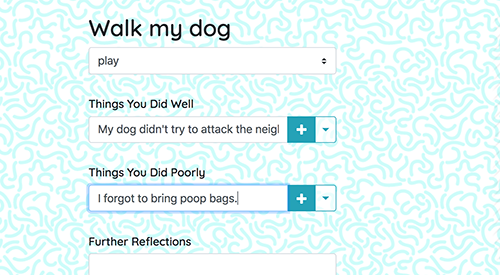 Walk my dog
play
Things You Did Well
My dog didn't try to attack the neigl
Things You Did Poorly
I forgot to bring poop bags.
Further Reflections